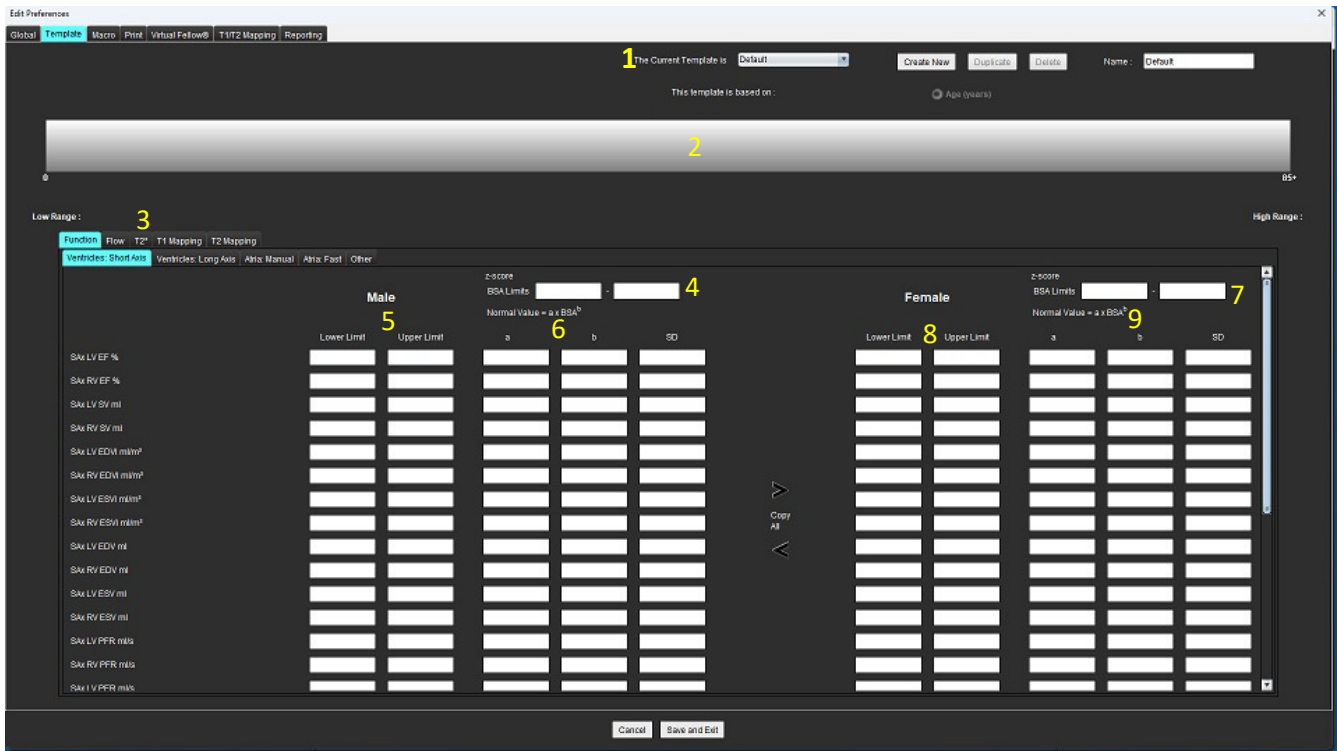 Edit Preferences
Global Template Macro Print Virtual Fellow® T1/T2 Mapping Reporting
1 The Current Template is Default Create New Duplicate Delete Name : Default
This template is based on : Age (years)
2
0 85+
Low Range : High Range :
3
Function Flow T2* T1 Mapping T2 Mapping
Ventricles: Short Axis Ventricles: Long Axis Atria: Manual Atria: Fast Other
z-score z-score
Male BSA Limits - 4 Female BSA Limits - 7
Normal Value = a x BSAᵇ Normal Value = a x BSAᵇ
5 6 8 9
Lower Limit Upper Limit a b SD Lower Limit Upper Limit a b SD
SAx LV EF %
SAx RV EF %
SAx LV SV ml
SAx RV SV ml
SAx LV EDVI ml/m²
SAx RV EDVI ml/m²
SAx LV ESVI ml/m²
>
SAx RV ESVI ml/m²
Copy
All
SAx LV EDV ml
<
SAx RV EDV ml
SAx LV ESV ml
SAx RV ESV ml
SAx LV PFR ml/s
SAx RV PFR ml/s
SAx LV PER ml/s
Cancel Save and Exit